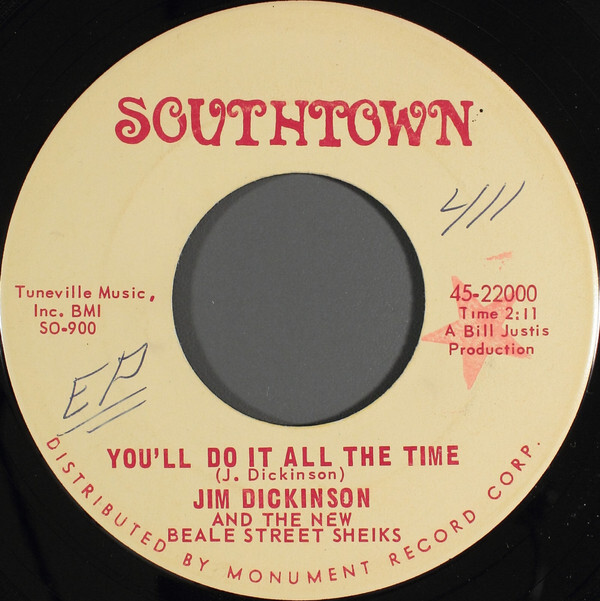 SOUTHTOWN
411
Tuneville Music,
Inc. BMI
SO-900
45-22000
Time 2:11
A Bill Justis
Production
EP
YOU'LL DO IT ALL THE TIME
(J. Dickinson)
JIM DICKINSON
AND THE NEW
BEALE STREET SHEIKS
DISTRIBUTED BY MONUMENT RECORD CORP.